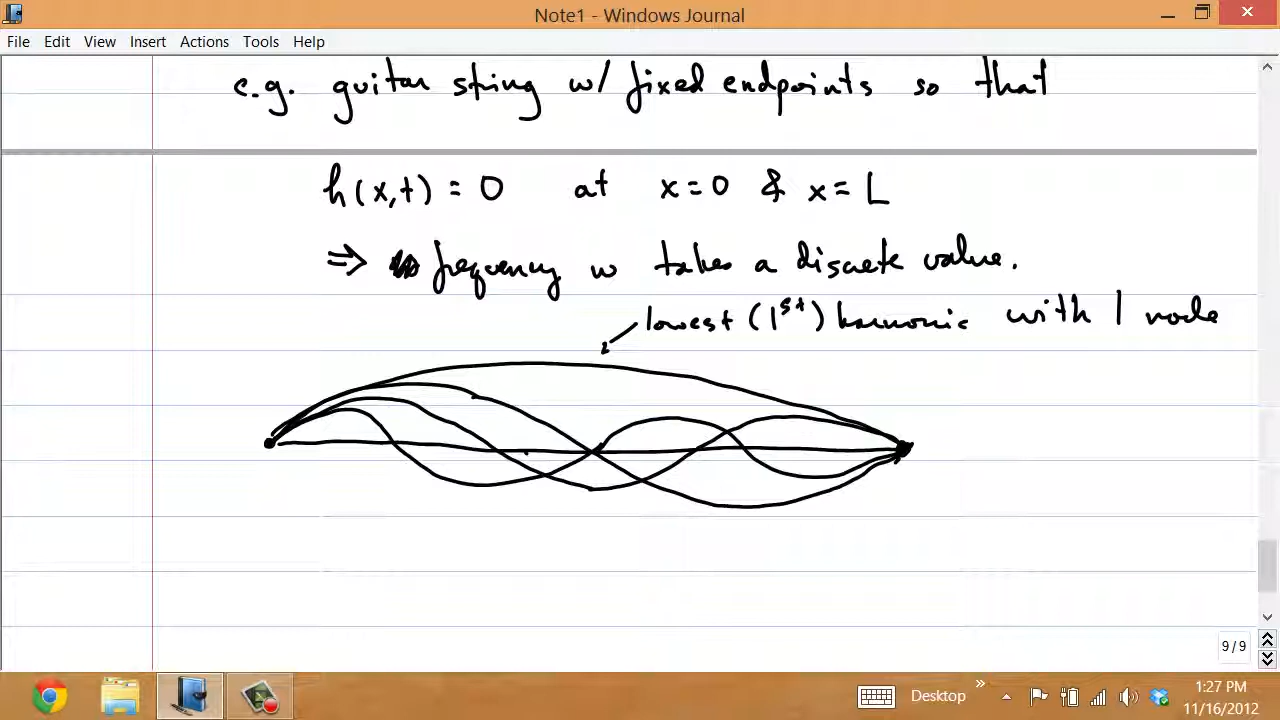 Note1 - Windows Journal
File Edit View Insert Actions Tools Help
e.g. guitar string w/ fixed endpoints so that
h(x,t) = 0 at x=0 & x= L
⇒ frequency w takes a discrete value.
lowest (1st) harmonic with 1 node
9/9
Desktop
1:27 PM
11/16/2012